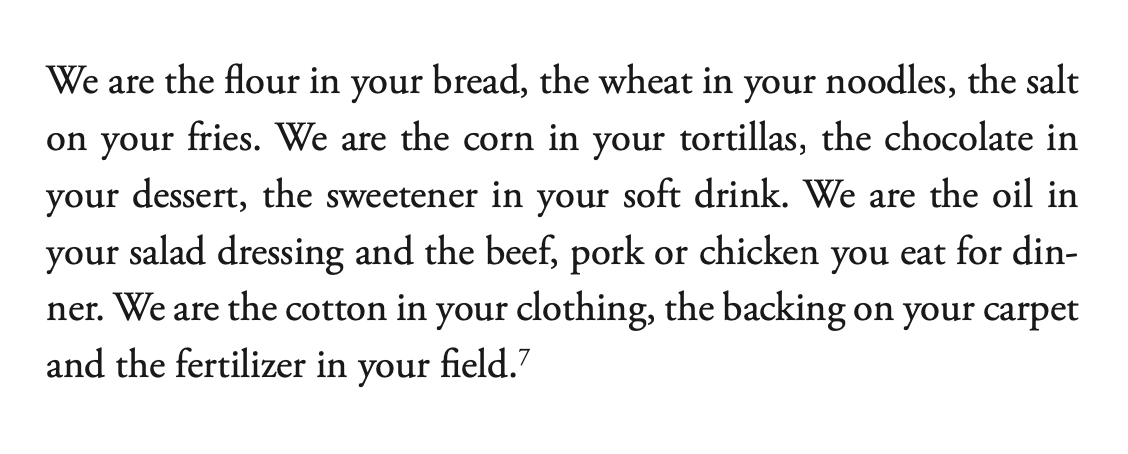 We are the flour in your bread, the wheat in your noodles, the salt
on your fries. We are the corn in your tortillas, the chocolate in
your dessert, the sweetener in your soft drink. We are the oil in
your salad dressing and the beef, pork or chicken you eat for din-
ner. We are the cotton in your clothing, the backing on your carpet
and the fertilizer in your field.⁷